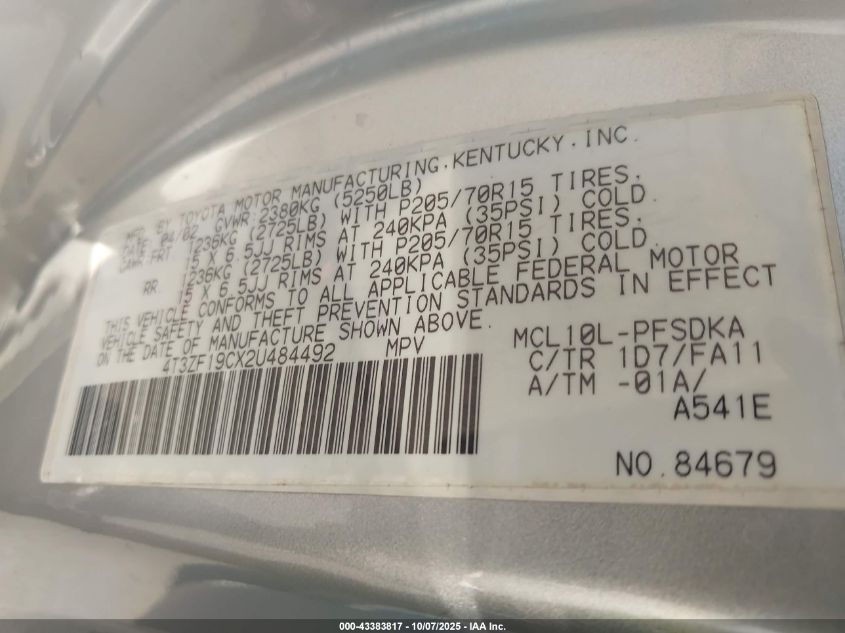 MFD. BY TOYOTA MOTOR MANUFACTURING, KENTUCKY, INC.
DATE: 04/02 GVWR: 2380KG (5250LB)
GAWR: FRT 1236KG (2725LB) WITH P205/70R15 TIRES.
15 X 6.5JJ RIMS AT 240KPA (35PSI) COLD.
RR 1236KG (2725LB) WITH P205/70R15 TIRES.
15 X 6.5JJ RIMS AT 240KPA (35PSI) COLD.
THIS VEHICLE CONFORMS TO ALL APPLICABLE FEDERAL MOTOR
VEHICLE SAFETY AND THEFT PREVENTION STANDARDS IN EFFECT
ON THE DATE OF MANUFACTURE SHOWN ABOVE.
4T3ZF19CX2U484492 MPV
MCL10L-PFSDKA
C/TR 1D7/FA11
A/TM -01A/
A541E
NO.84679
000-43383817 - 10/07/2025 - IAA Inc.